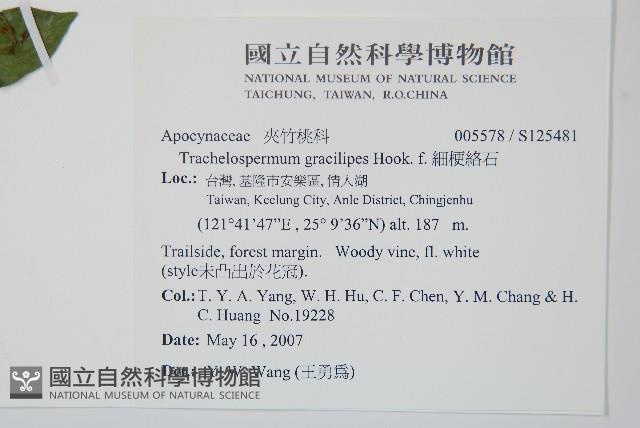 國立自然科學博物館
NATIONAL MUSEUM OF NATURAL SCIENCE
TAICHUNG, TAIWAN, R.O.CHINA
Apocynaceae 夾竹桃科 005578 / S125481
Trachelospermum gracilipes Hook. f. 細梗絡石
Loc.: 台灣, 基隆市安樂區, 情人湖
Taiwan, Keelung City, Anle District, Chingjenhu
(121°41'47”E , 25° 9'36”N) alt. 187 m.
Trailside, forest margin. Woody vine, fl. white
(style未凸出於花冠).
Col.: T. Y. A. Yang, W. H. Hu, C. F. Chen, Y. M. Chang & H.
C. Huang No.19228
Date: May 16 , 2007
Wang (王勇為)
國立自然科學博物館
NATIONAL MUSEUM OF NATURAL SCIENCE